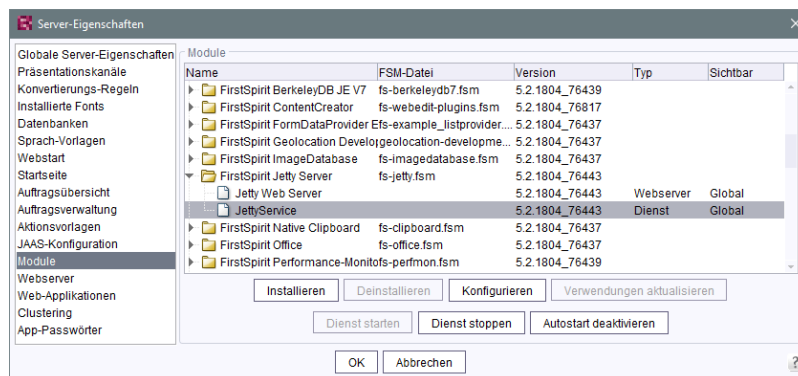 Server-Eigenschaften
Globale Server-Eigenschaften
Präsentationskanäle
Konvertierungs-Regeln
Installierte Fonts
Datenbanken
Sprach-Vorlagen
Webstart
Startseite
Auftragsübersicht
Auftragsverwaltung
Aktionsvorlagen
JAAS-Konfiguration
Module
Webserver
Web-Applikationen
Clustering
App-Passwörter
Module
Name FSM-Datei Version Typ Sichtbar
FirstSpirit BerkeleyDB JE V7 fs-berkeleydb7.fsm 5.2.1804_76439
FirstSpirit ContentCreator fs-webedit-plugins.fsm 5.2.1804_76817
FirstSpirit FormDataProvider E fs-example_listprovider.... 5.2.1804_76437
FirstSpirit Geolocation Develop geolocation-developme... 5.2.1804_76437
FirstSpirit ImageDatabase fs-imagedatabase.fsm 5.2.1804_76437
FirstSpirit Jetty Server fs-jetty.fsm 5.2.1804_76443
Jetty Web Server 5.2.1804_76443 Webserver Global
JettyService 5.2.1804_76443 Dienst Global
FirstSpirit Native Clipboard fs-clipboard.fsm 5.2.1804_76437
FirstSpirit Office fs-office.fsm 5.2.1804_76437
FirstSpirit Performance-Monito fs-perfmon.fsm 5.2.1804_76439
Installieren Deinstallieren Konfigurieren Verwendungen aktualisieren
Dienst starten Dienst stoppen Autostart deaktivieren
OK Abbrechen
?